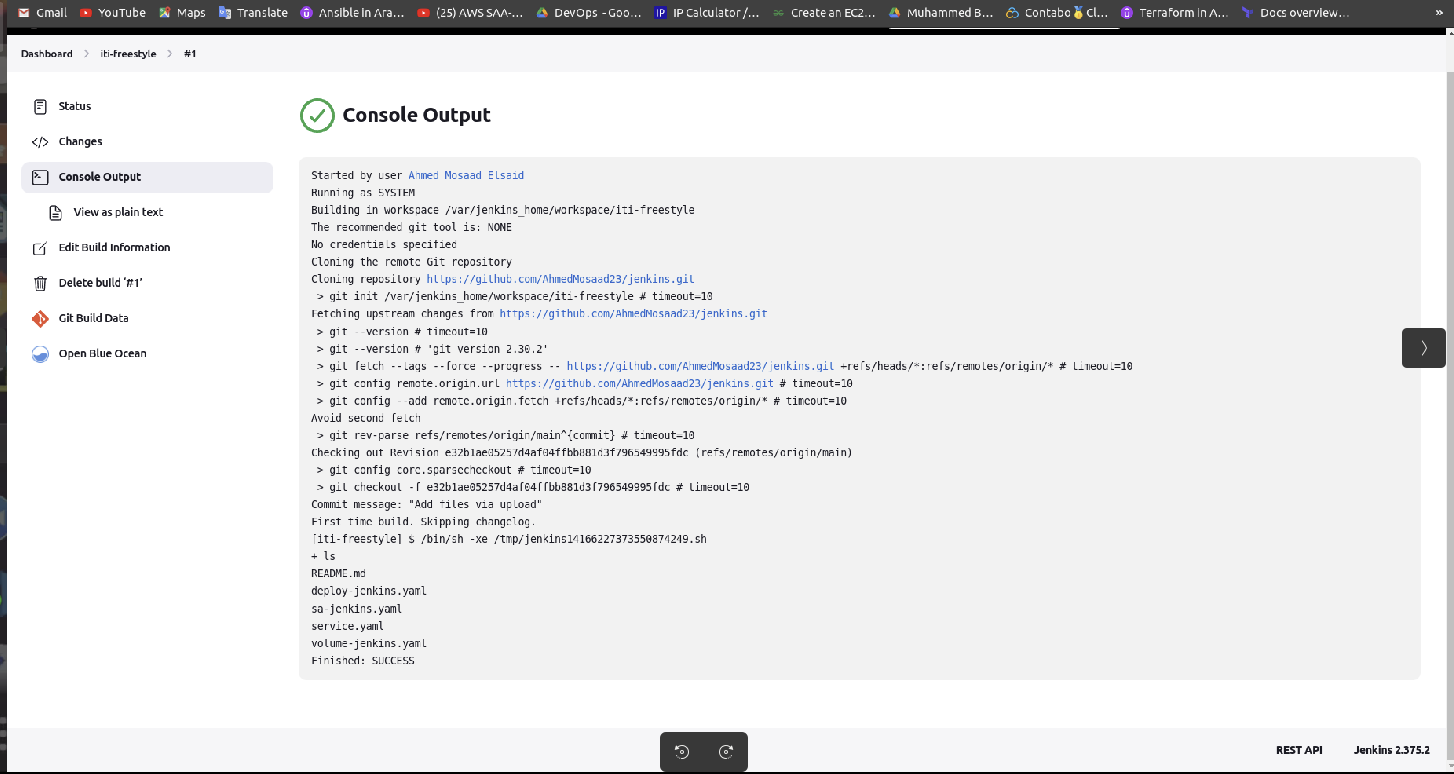 Gmail YouTube Maps Translate Ansible in Ara... (25) AWS SAA-... DevOps - Goo... IP Calculator /... Create an EC2... Muhammed B... Contabo🥇Cl... Terraform in A... Docs overview... »
Dashboard > iti-freestyle > #1
Status
Changes
Console Output
View as plain text
Edit Build Information
Delete build ‘#1’
Git Build Data
Open Blue Ocean
Console Output
Started by user Ahmed Mosaad Elsaid
Running as SYSTEM
Building in workspace /var/jenkins_home/workspace/iti-freestyle
The recommended git tool is: NONE
No credentials specified
Cloning the remote Git repository
Cloning repository https://github.com/AhmedMosaad23/jenkins.git
 > git init /var/jenkins_home/workspace/iti-freestyle # timeout=10
Fetching upstream changes from https://github.com/AhmedMosaad23/jenkins.git
 > git --version # timeout=10
 > git --version # 'git version 2.30.2'
 > git fetch --tags --force --progress -- https://github.com/AhmedMosaad23/jenkins.git +refs/heads/*:refs/remotes/origin/* # timeout=10
 > git config remote.origin.url https://github.com/AhmedMosaad23/jenkins.git # timeout=10
 > git config --add remote.origin.fetch +refs/heads/*:refs/remotes/origin/* # timeout=10
Avoid second fetch
 > git rev-parse refs/remotes/origin/main^{commit} # timeout=10
Checking out Revision e32b1ae05257d4af04ffbb881d3f796549995fdc (refs/remotes/origin/main)
 > git config core.sparsecheckout # timeout=10
 > git checkout -f e32b1ae05257d4af04ffbb881d3f796549995fdc # timeout=10
Commit message: "Add files via upload"
First time build. Skipping changelog.
[iti-freestyle] $ /bin/sh -xe /tmp/jenkins14166227373550874249.sh
+ ls
README.md
deploy-jenkins.yaml
sa-jenkins.yaml
service.yaml
volume-jenkins.yaml
Finished: SUCCESS
REST API Jenkins 2.375.2